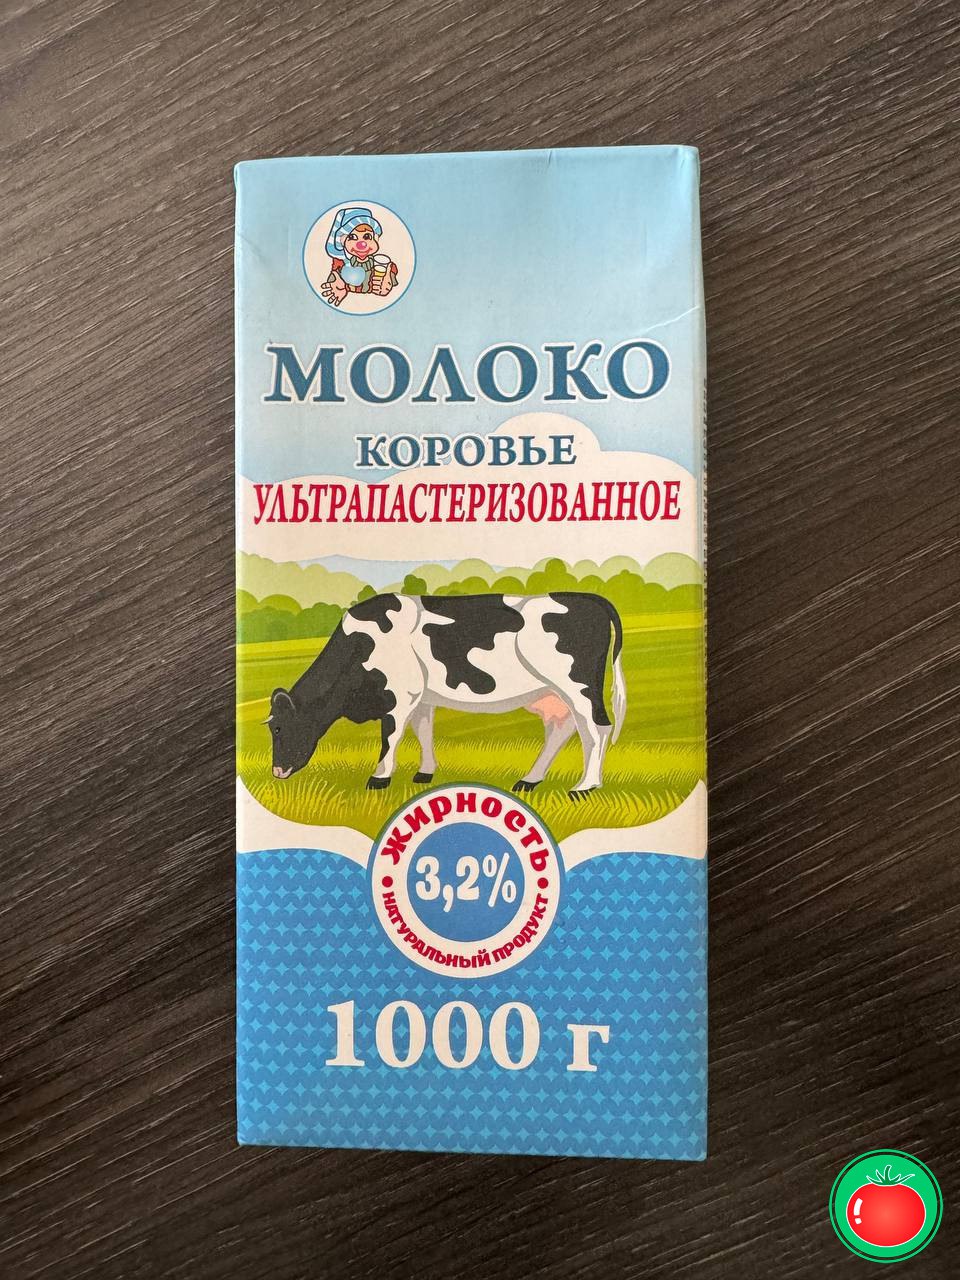 МОЛОКО
КОРОВЬЕ
УЛЬТРАПАСТЕРИЗОВАННОЕ
ЖИРНОСТЬ
3,2%
НАТУРАЛЬНЫЙ ПРОДУКТ
1000 г